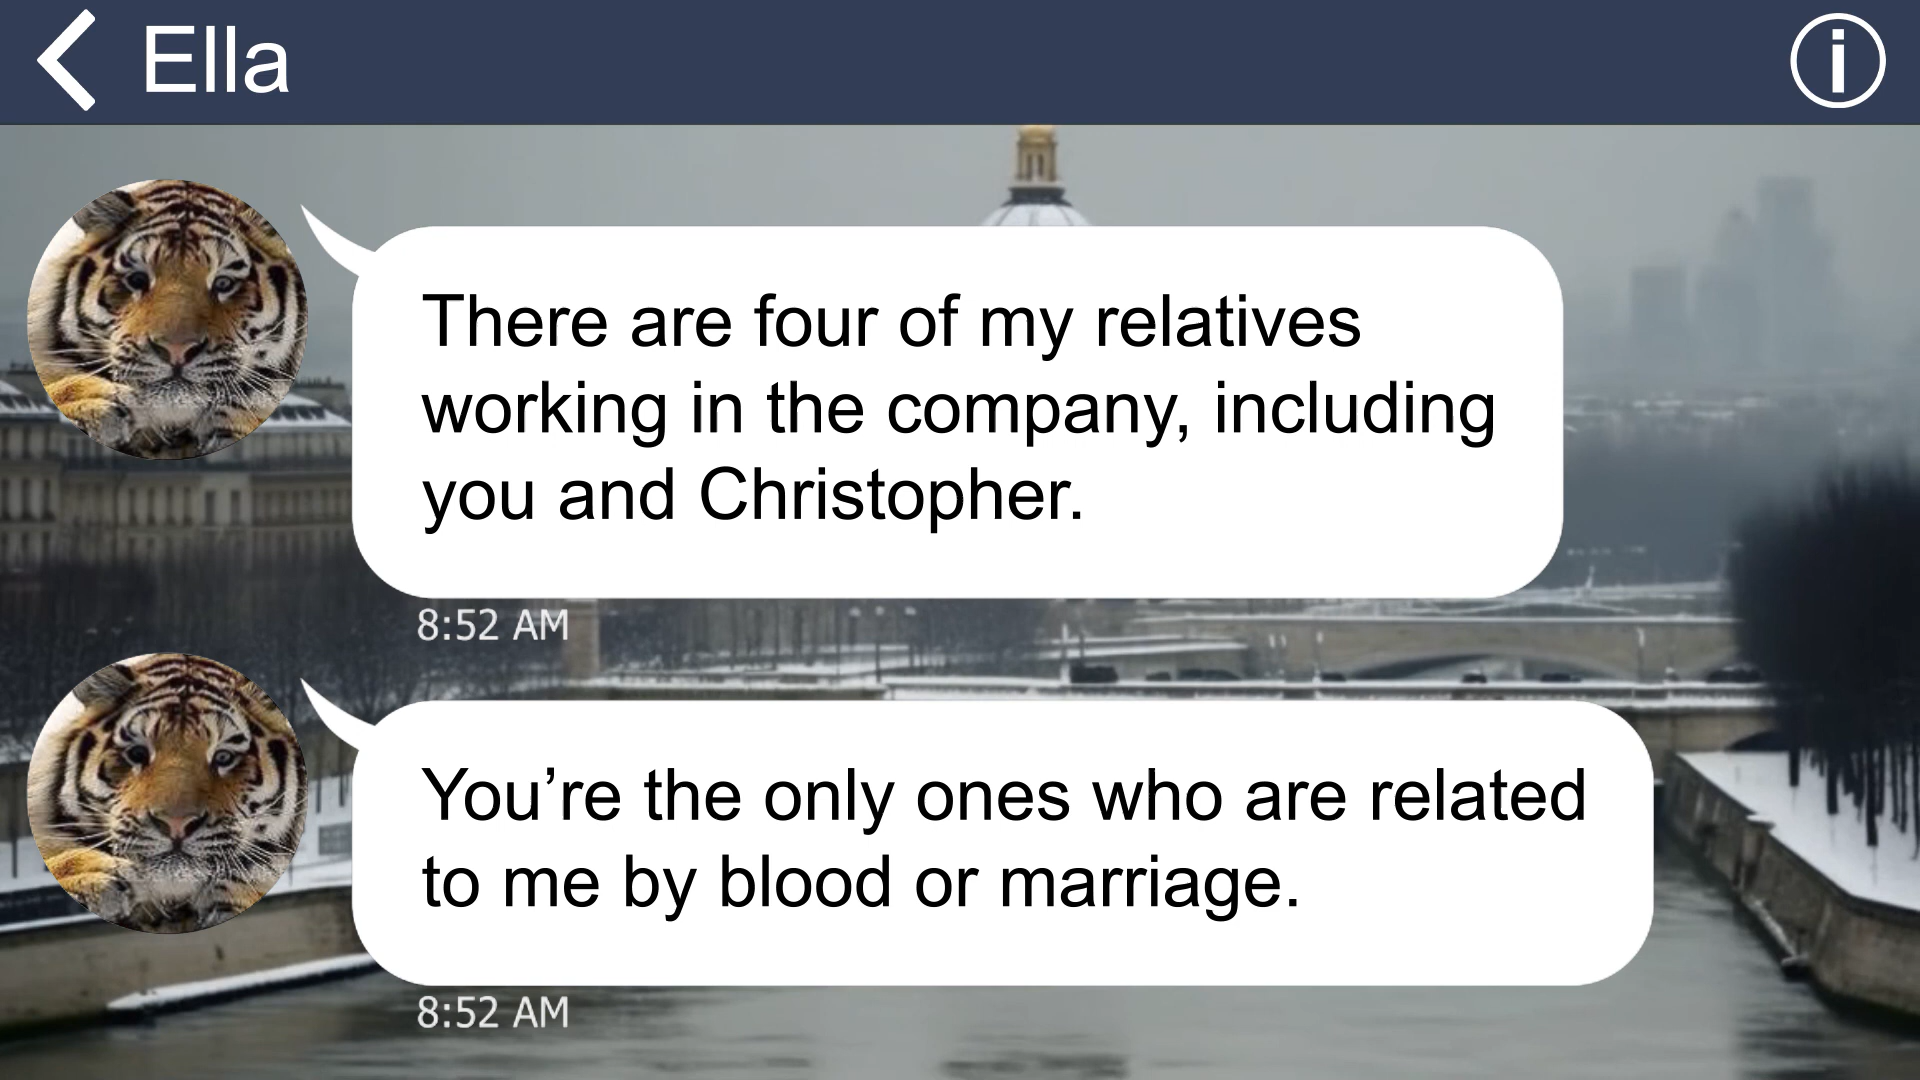 Ella
There are four of my relatives
working in the company, including
you and Christopher.
8:52 AM
You’re the only ones who are related
to me by blood or marriage.
8:52 AM